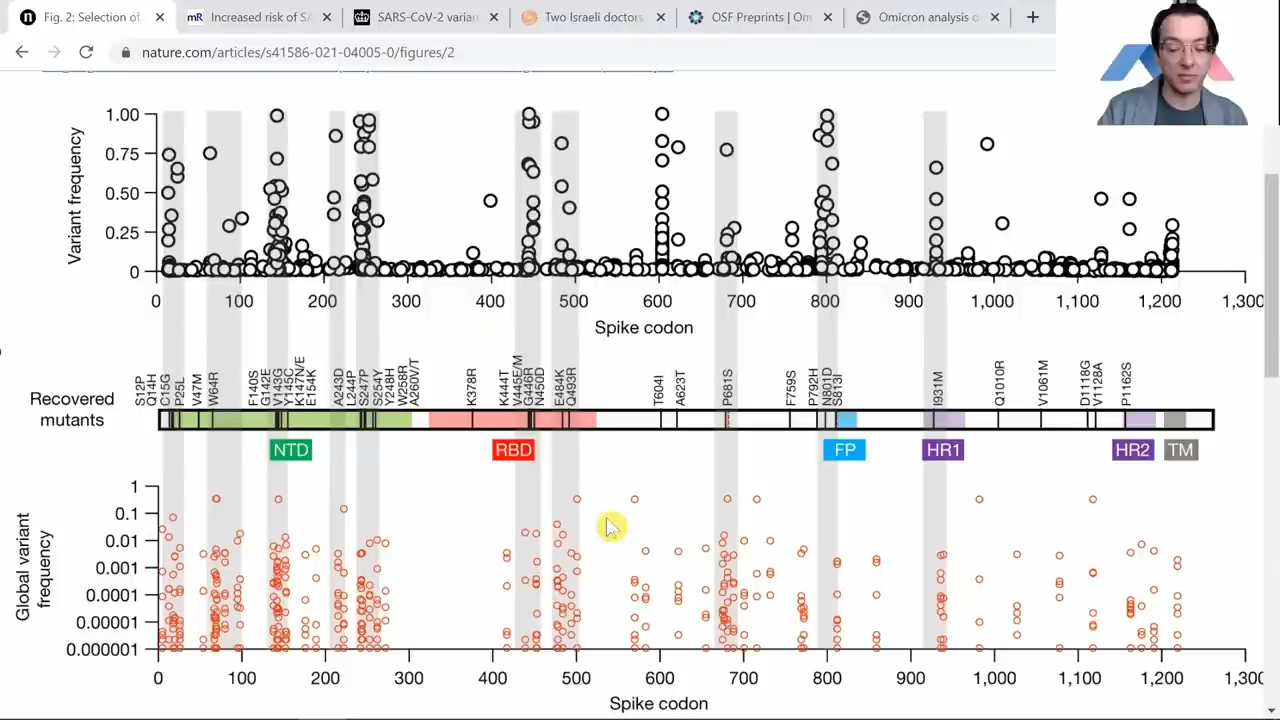 Fig. 2: Selection of
Increased risk of SA
SARS-CoV-2 varian
Two Israeli doctors
OSF Preprints | Om
Omicron analysis o
nature.com/articles/s41586-021-04005-0/figures/2
Variant frequency
1.00
0.75
0.50
0.25
0
0 100 200 300 400 500 600 700 800 900 1,000 1,100 1,200 1,300
Spike codon
Recovered
mutants
S12P Q14H C15G P25L V47M W64R F140S G142E V143G Y145C K147N/E E154K A243D L244P S247P S254Y Y248H W258R A260V/T K378R K444T V445E/M G446R N450D E484K Q493R T604I A623T P681S F759S P792H N801D S813I I931M Q1010R V1061M D1118G V1128A P1162S
NTD RBD FP HR1 HR2 TM
Global variant
frequency
1
0.1
0.01
0.001
0.0001
0.00001
0.000001
0 100 200 300 400 500 600 700 800 900 1,000 1,100 1,200 1,300
Spike codon